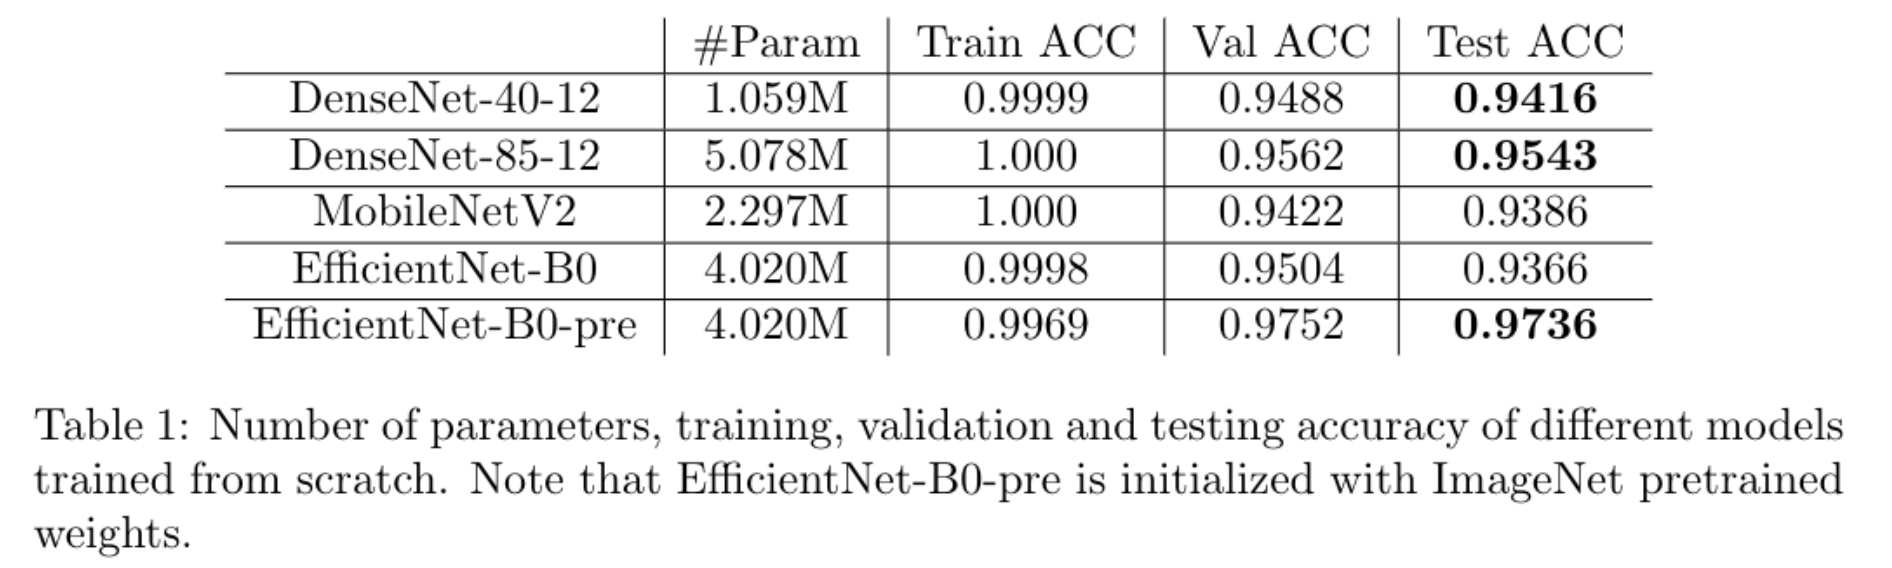 #Param Train ACC Val ACC Test ACC
DenseNet-40-12 1.059M 0.9999 0.9488 0.9416
DenseNet-85-12 5.078M 1.000 0.9562 0.9543
MobileNetV2 2.297M 1.000 0.9422 0.9386
EfficientNet-B0 4.020M 0.9998 0.9504 0.9366
EfficientNet-B0-pre 4.020M 0.9969 0.9752 0.9736
Table 1: Number of parameters, training, validation and testing accuracy of different models
trained from scratch. Note that EfficientNet-B0-pre is initialized with ImageNet pretrained
weights.